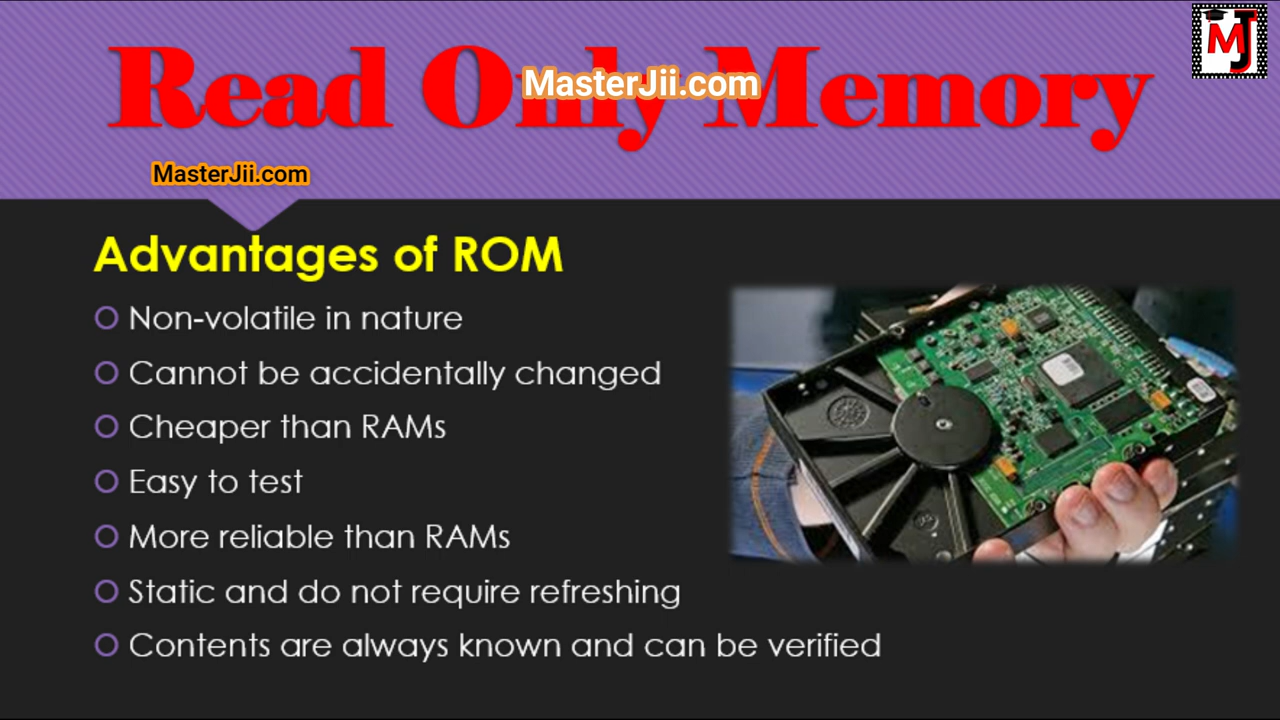 MJ
Read Only Memory
MasterJii.com
MasterJii.com
Advantages of ROM
Non-volatile in nature
Cannot be accidentally changed
Cheaper than RAMs
Easy to test
More reliable than RAMs
Static and do not require refreshing
Contents are always known and can be verified